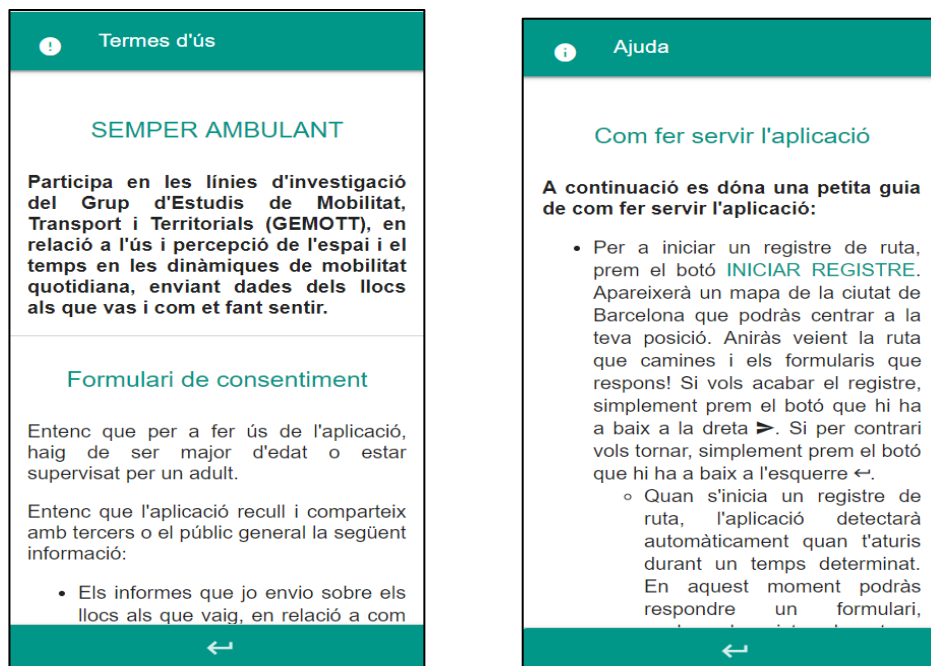 Termes d'ús
SEMPER AMBULANT
Participa en les línies d'investigació
del Grup d'Estudis de Mobilitat,
Transport i Territorials (GEMOTT), en
relació a l'ús i percepció de l'espai i el
temps en les dinàmiques de mobilitat
quotidiana, enviant dades dels llocs
als que vas i com et fant sentir.
Formulari de consentiment
Entenc que per a fer ús de l'aplicació,
haig de ser major d'edat o estar
supervisat per un adult.
Entenc que l'aplicació recull i comparteix
amb tercers o el públic general la següent
informació:
• Els informes que jo envio sobre els
llocs als que vaig, en relació a com
Ajuda
Com fer servir l'aplicació
A continuació es dóna una petita guia
de com fer servir l'aplicació:
• Per a iniciar un registre de ruta,
prem el botó INICIAR REGISTRE.
Apareixerà un mapa de la ciutat de
Barcelona que podràs centrar a la
teva posició. Aniràs veient la ruta
que camines i els formularis que
respons! Si vols acabar el registre,
simplement prem el botó que hi ha
a baix a la dreta ➤. Si per contrari
vols tornar, simplement prem el botó
que hi ha a baix a l'esquerre ↩.
◦ Quan s'inicia un registre de
ruta, l'aplicació detectarà
automàticament quan t'aturis
durant un temps determinat.
En aquest moment podràs
respondre un formulari,